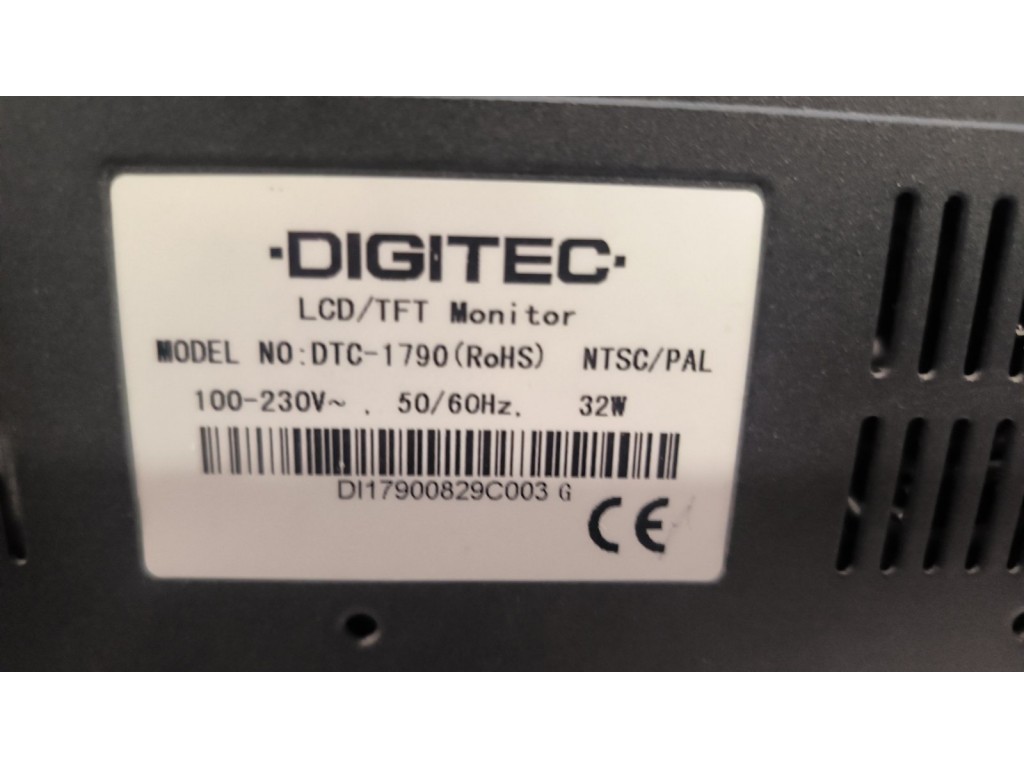 ·DIGITEC·
LCD/TFT Monitor
MODEL NO:DTC-1790(RoHS) NTSC/PAL
100-230V~ . 50/60Hz. 32W
DI17900829C003 G
CE